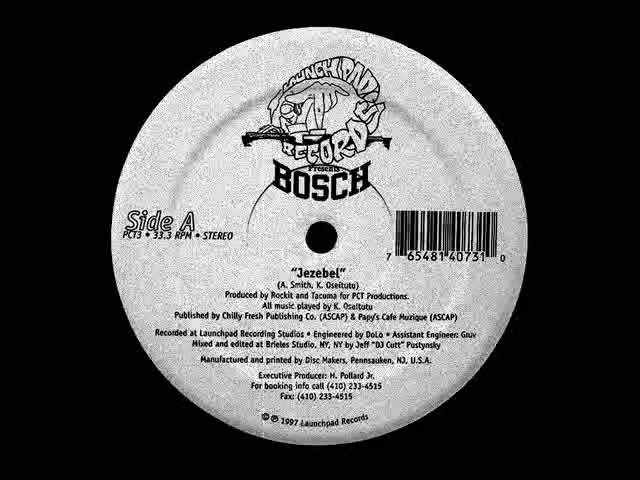 LAUNCH PAD
RECORDS
Presents
BOSCH
Side A
PCT3 • 33.3 RPM • STEREO
7 65481 40731 0
"Jezebel"
(A. Smith, K. Oseitutu)
Produced by Rockit and Tacuma for PCT Productions.
All music played by K. Oseitutu
Published by Chilly Fresh Publishing Co. (ASCAP) & Papy's Cafe Muzique (ASCAP)
Recorded at Launchpad Recording Studios • Engineered by DoLo • Assistant Engineer: Gruv
Mixed and edited at Brieles Studio, NY, NY by Jeff "DJ Cutt" Pustynsky
Manufactured and printed by Disc Makers, Pennsauken, NJ, U.S.A.
Executive Producer: H. Pollard Jr.
For booking info call (410) 233-4515
Fax: (410) 233-4515
© ℗ 1997 Launchpad Records